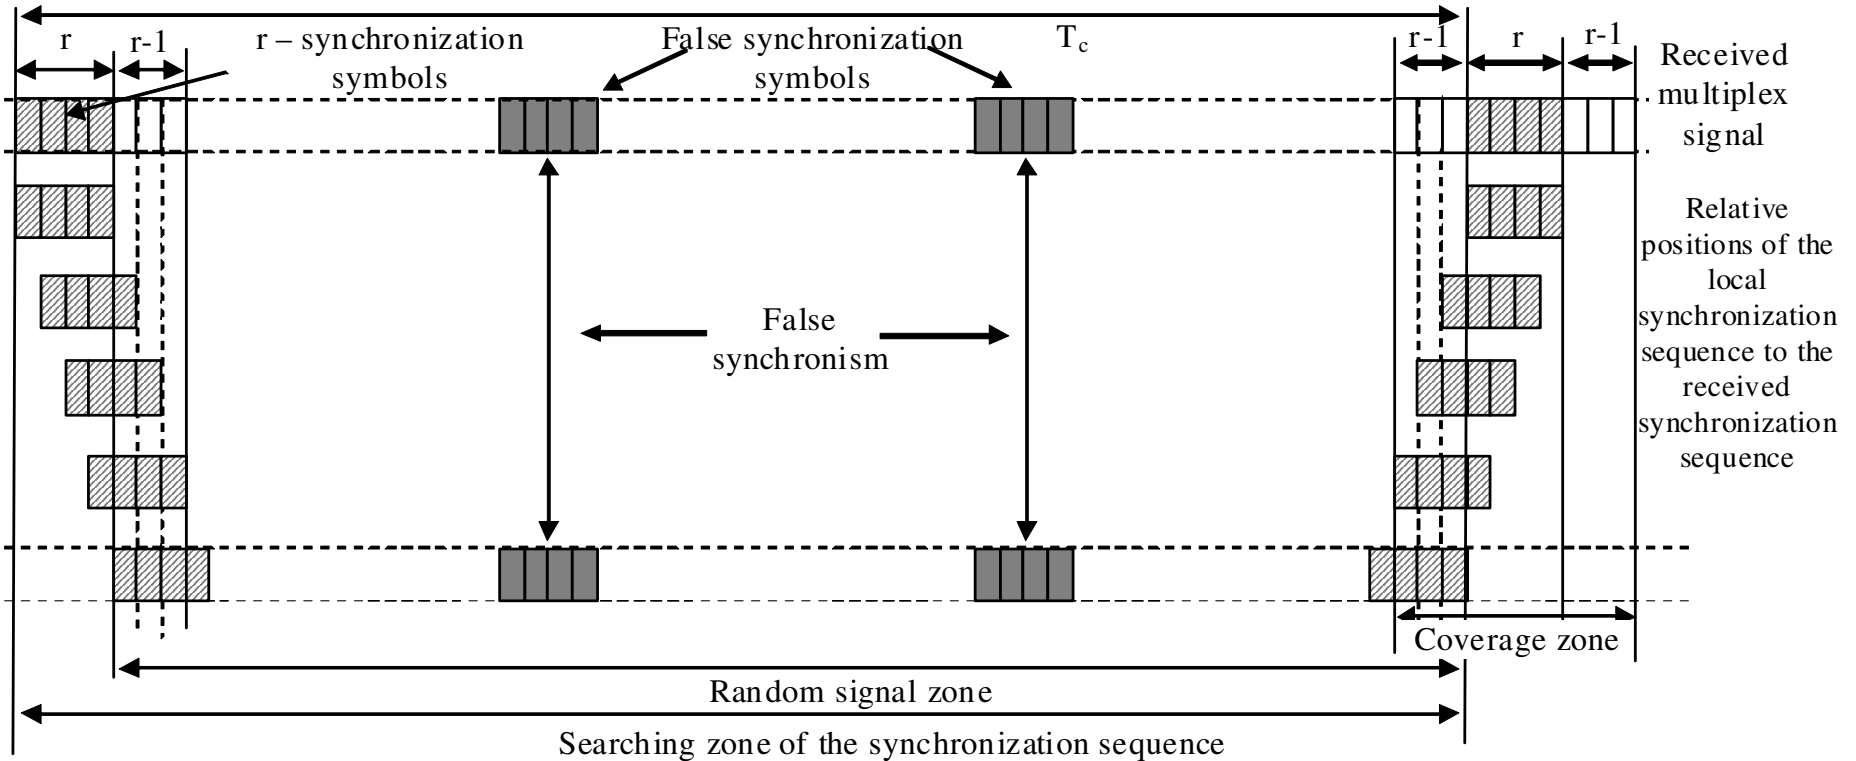 r
r-1
r – synchronization
symbols
False synchronization
symbols
T_c
r-1
r
r-1
Received
multiplex
signal
Relative
positions of the
local
synchronization
sequence to the
received
synchronization
sequence
False
synchronism
Coverage zone
Random signal zone
Searching zone of the synchronization sequence